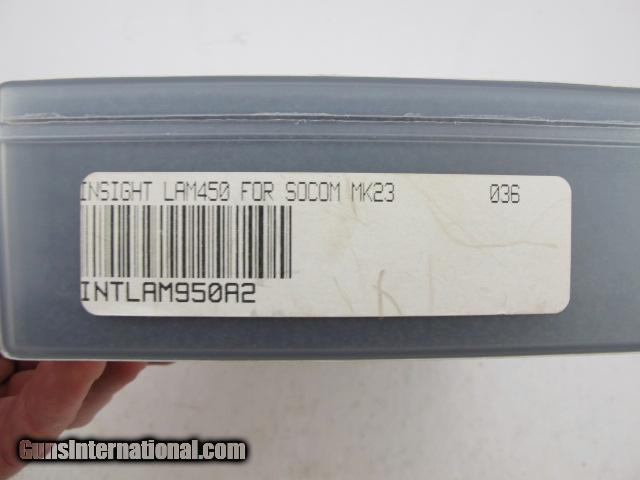 INSIGHT LAM450 FOR SOCOM MK23 036
INTLAM950A2
GunsInternational.com